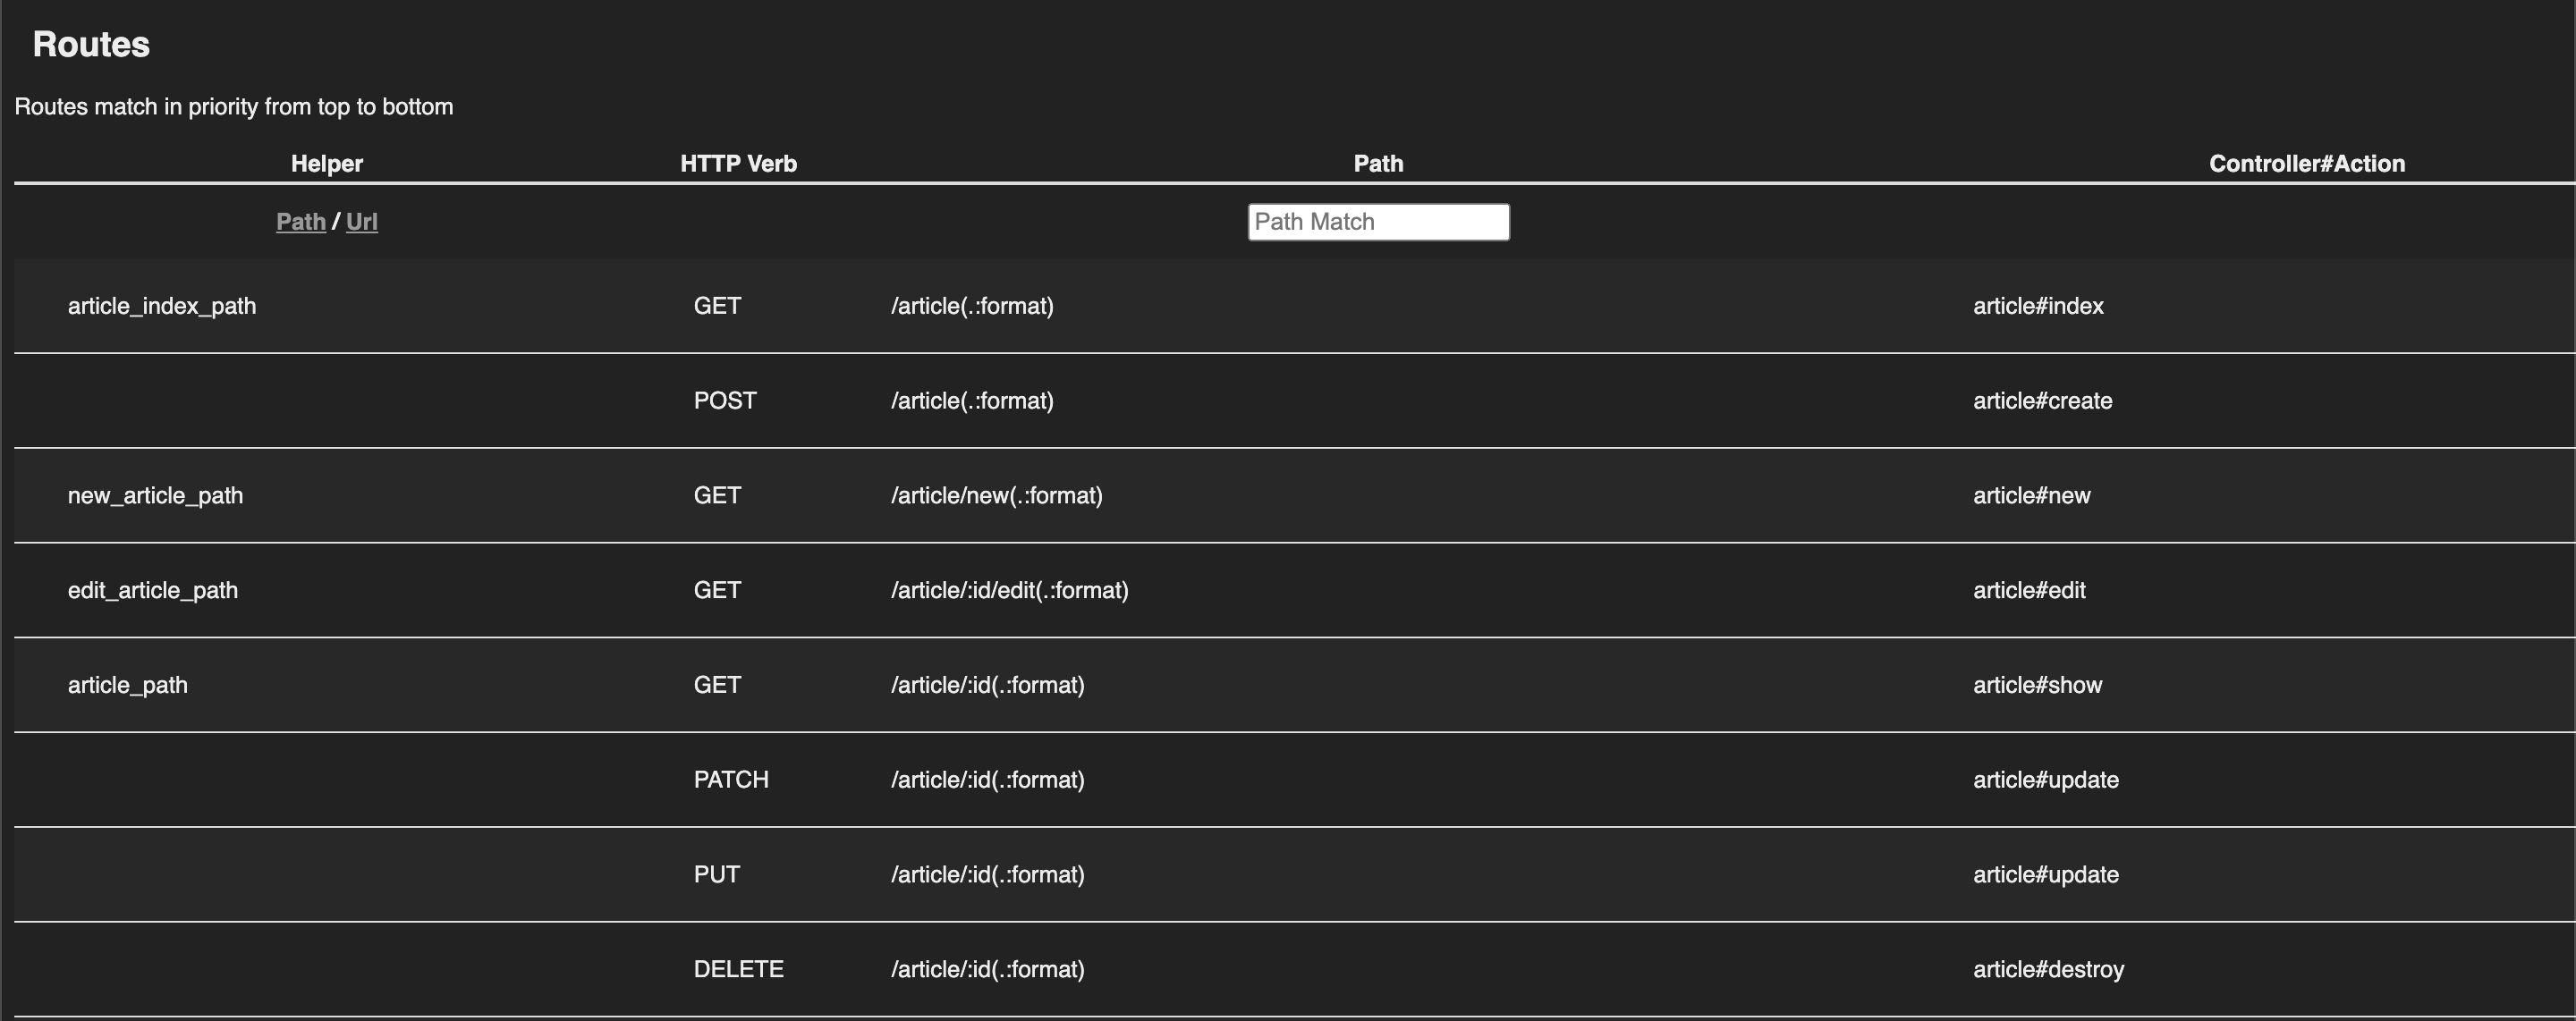 Routes
Routes match in priority from top to bottom
Helper HTTP Verb Path Controller#Action
Path / Url Path Match
article_index_path GET /article(.:format) article#index
POST /article(.:format) article#create
new_article_path GET /article/new(.:format) article#new
edit_article_path GET /article/:id/edit(.:format) article#edit
article_path GET /article/:id(.:format) article#show
PATCH /article/:id(.:format) article#update
PUT /article/:id(.:format) article#update
DELETE /article/:id(.:format) article#destroy